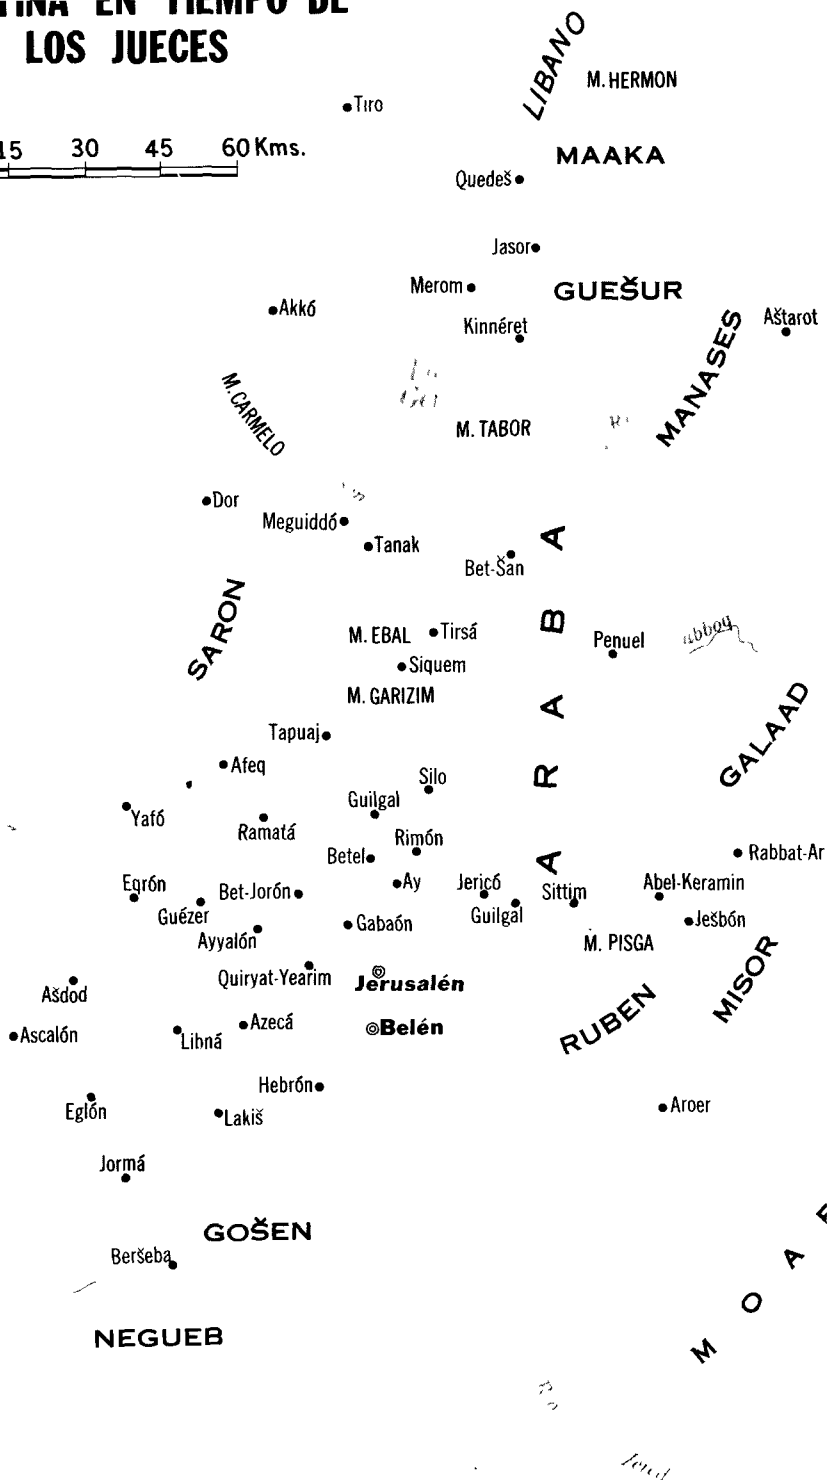 TINA EN TIEMPO DE
LOS JUECES
LIBANO
M. HERMON
Tiro
15 30 45 60 Kms.
MAAKA
Quedeš
Jasor
Merom
GUEŠUR
Akkó
Kinnéret
Aštarot
MANASES
M. CARMELO
M. TABOR
Dor
Meguiddó
Tanak
Bet-Šan
ARABA
SARON
M. EBAL
Tirsá
Penuel
abboq
Siquem
M. GARIZIM
GALAAD
Tapuaj
Afeq
Silo
Guilgal
Yafó
Ramatá
Rimón
Betel
Rabbat-Ar
Eqrón
Bet-Jorón
Ay
Jericó
Sittim
Abel-Keramin
Guézer
Guilgal
Ješbón
Gabaón
Ayyalón
M. PISGA
MISOR
Quiryat-Yearim
Jerusalén
Ašdod
RUBEN
Ascalón
Libná
Azecá
Belén
Hebrón
Eglón
Lakiš
Aroer
Jormá
GOŠEN
Beršeba
MOA
NEGUEB